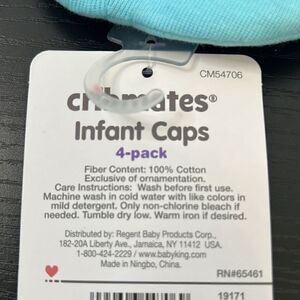 CM54706
cribmates®
Infant Caps
4-pack
Fiber Content: 100% Cotton
Exclusive of ornamentation.
Care Instructions: Wash before first use.
Machine wash in cold water with like colors in
mild detergent. Only non-chlorine bleach if
needed. Tumble dry low. Warm iron if desired.
Distributed by: Regent Baby Products Corp.,
182-20A Liberty Ave., Jamaica, NY 11412 USA.
1-800-424-2229 / www.babyking.com
Made in Ningbo, China.
RN#65461
19171